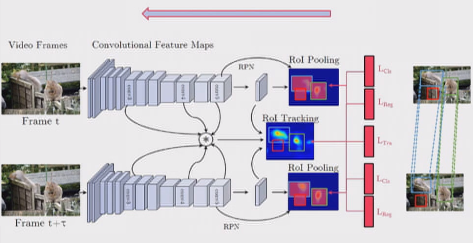 Video Frames
Convolutional Feature Maps
RPN
RoI Pooling
L_Cls
L_Reg
Frame t
RoI Tracking
L_Tra
RoI Pooling
L_Cls
L_Reg
Frame t+τ
RPN